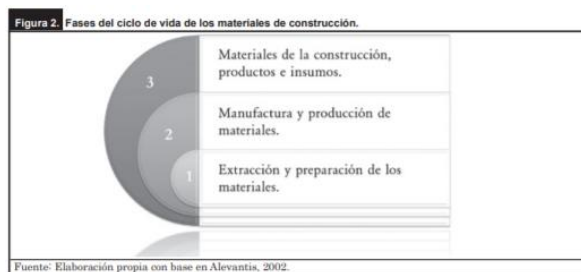 Figura 2. Fases del ciclo de vida de los materiales de construcción.
3
Materiales de la construcción,
productos e insumos.
2
Manufactura y producción de
materiales.
1
Extracción y preparación de los
materiales.
Fuente: Elaboración propia con base en Alevantis, 2002.